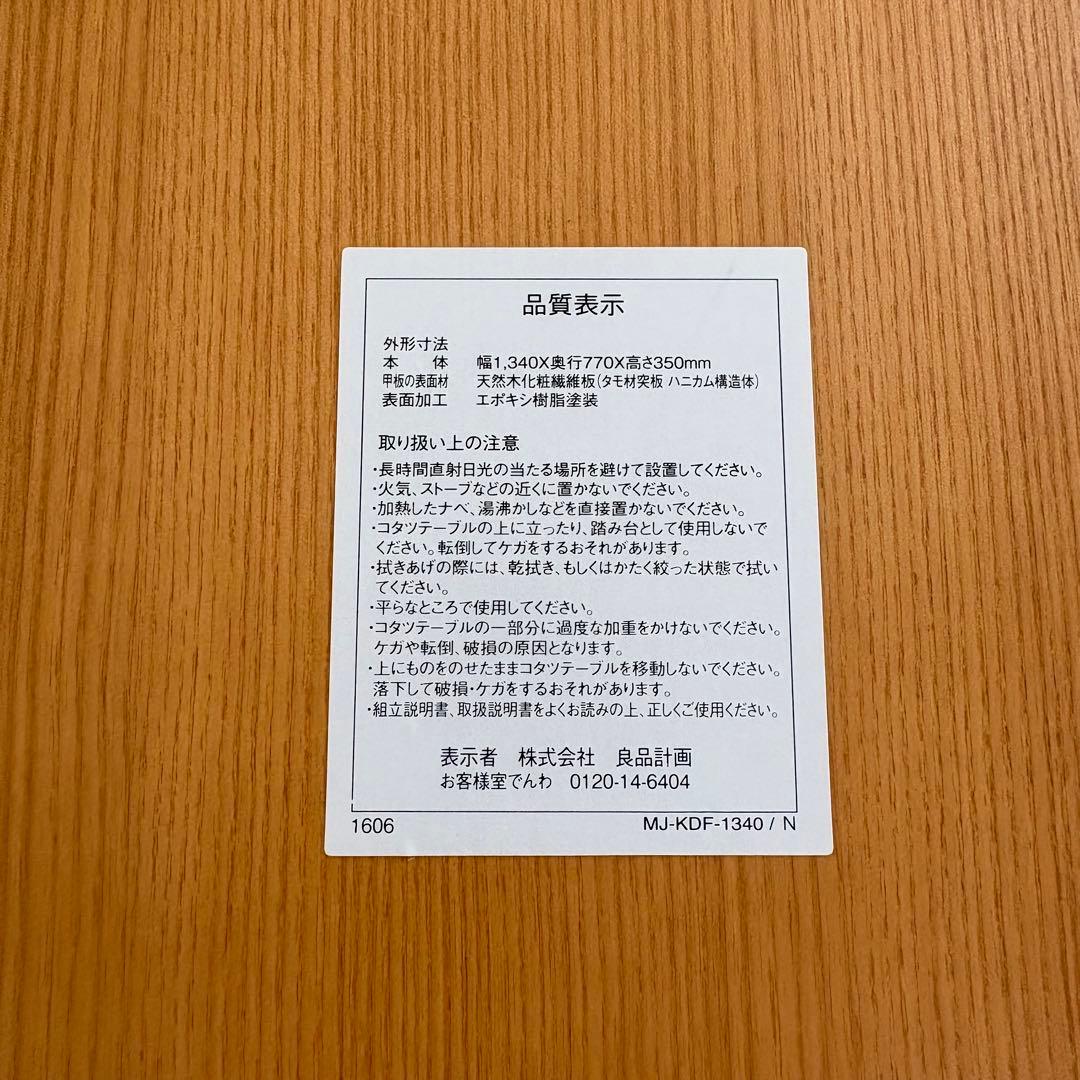 品質表示
外形寸法
本 体 幅1,340X奥行770X高さ350mm
甲板の表面材 天然木化粧繊維板(タモ材突板 ハニカム構造体)
表面加工 エポキシ樹脂塗装
取り扱い上の注意
・長時間直射日光の当たる場所を避けて設置してください。
・火気、ストーブなどの近くに置かないでください。
・加熱したナベ、湯沸かしなどを直接置かないでください。
・コタツテーブルの上に立ったり、踏み台として使用しないで
ください。転倒してケガをするおそれがあります。
・拭きあげの際には、乾拭き、もしくはかたく絞った状態で拭い
てください。
・平らなところで使用してください。
・コタツテーブルの一部分に過度な加重をかけないでください。
ケガや転倒、破損の原因となります。
・上にものをのせたままコタツテーブルを移動しないでください。
落下して破損・ケガをするおそれがあります。
・組立説明書、取扱説明書をよくお読みの上、正しくご使用ください。
表示者 株式会社 良品計画
お客様室でんわ 0120-14-6404
1606 MJ-KDF-1340 / N